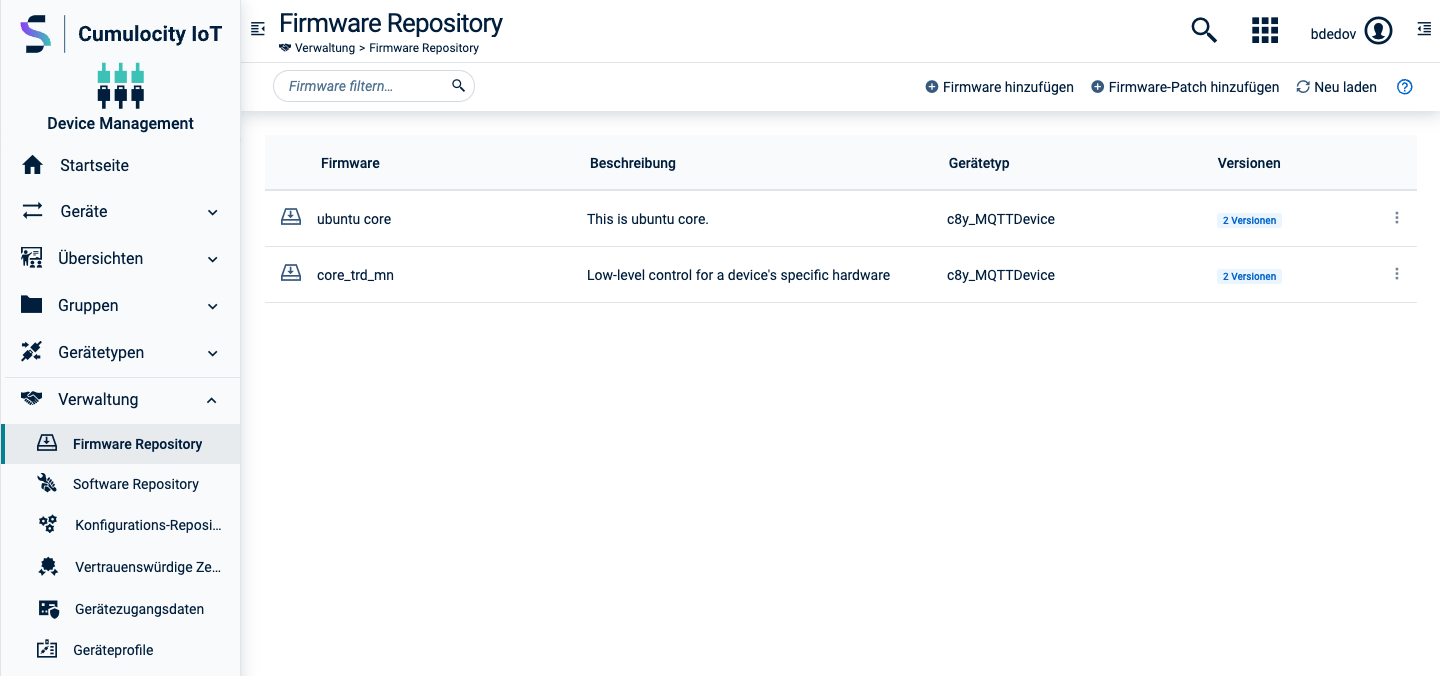 Cumulocity IoT
Device Management
Startseite
Geräte
Übersichten
Gruppen
Gerätetypen
Verwaltung
Firmware Repository
Software Repository
Konfigurations-Reposi...
Vertrauenswürdige Ze...
Gerätezugangsdaten
Geräteprofile
Firmware Repository
Verwaltung > Firmware Repository
bdedov
Firmware filtern...
Firmware hinzufügen
Firmware-Patch hinzufügen
Neu laden
Firmware Beschreibung Gerätetyp Versionen
ubuntu core This is ubuntu core. c8y_MQTTDevice 2 Versionen
core_trd_mn Low-level control for a device's specific hardware c8y_MQTTDevice 2 Versionen